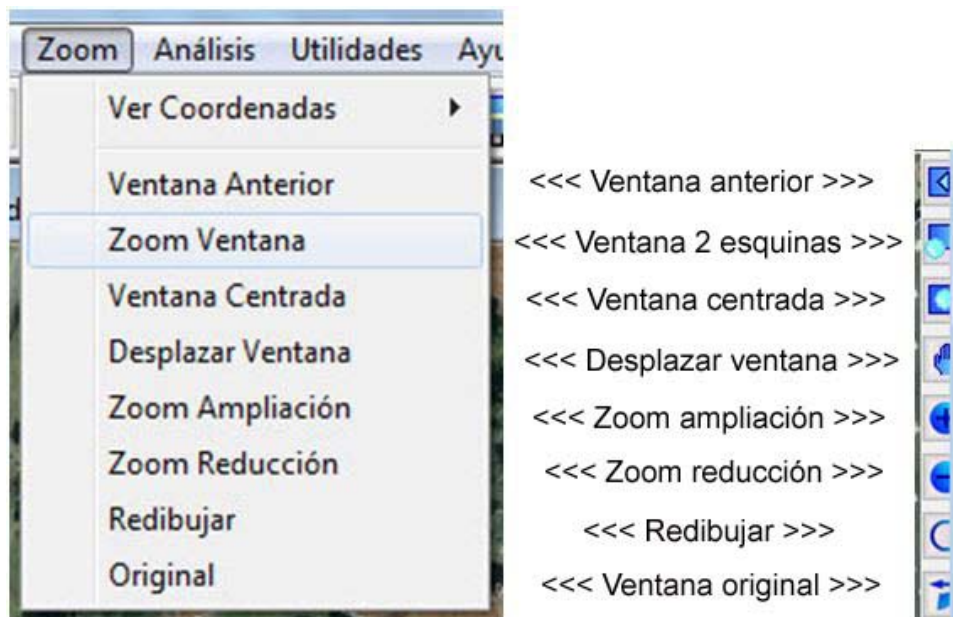 Zoom Análisis Utilidades Ayu
Ver Coordenadas
Ventana Anterior
Zoom Ventana
Ventana Centrada
Desplazar Ventana
Zoom Ampliación
Zoom Reducción
Redibujar
Original
<<< Ventana anterior >>>
<<< Ventana 2 esquinas >>>
<<< Ventana centrada >>>
<<< Desplazar ventana >>>
<<< Zoom ampliación >>>
<<< Zoom reducción >>>
<<< Redibujar >>>
<<< Ventana original >>>